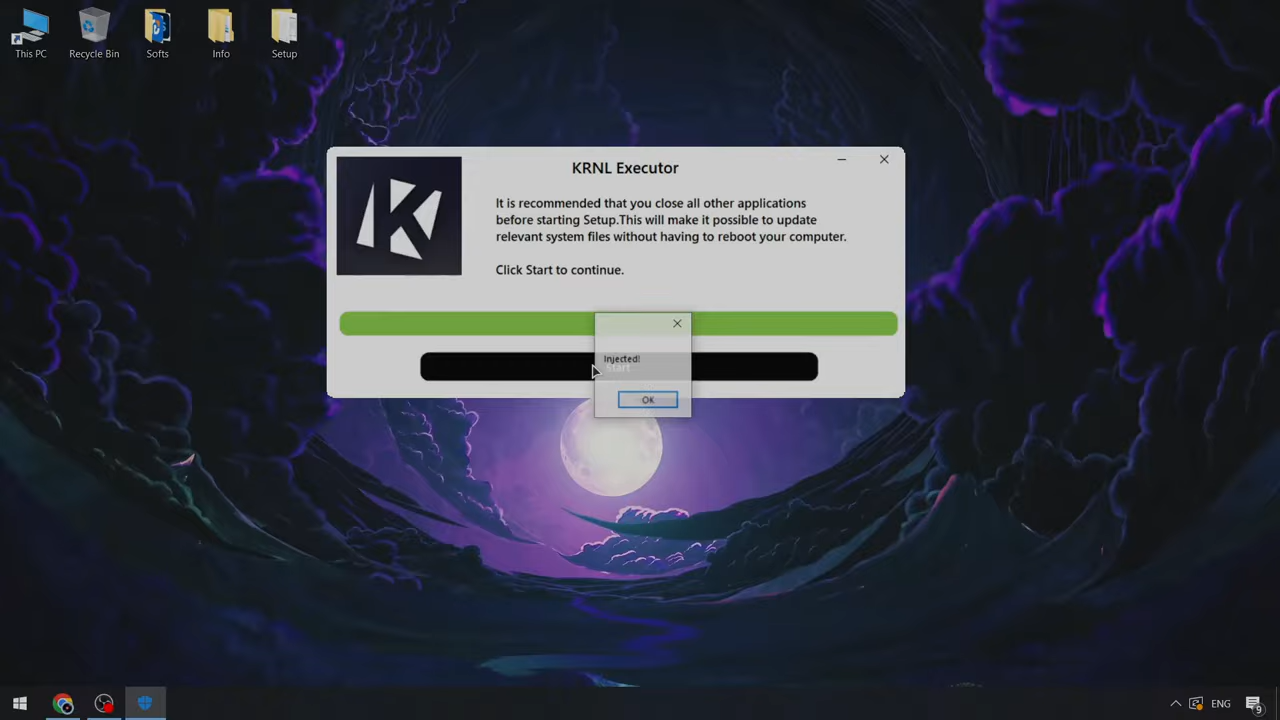 This PC
Recycle Bin
Softs
Info
Setup
KRNL Executor
It is recommended that you close all other applications
before starting Setup.This will make it possible to update
relevant system files without having to reboot your computer.
Click Start to continue.
Injected!
Start
OK
ENG
9